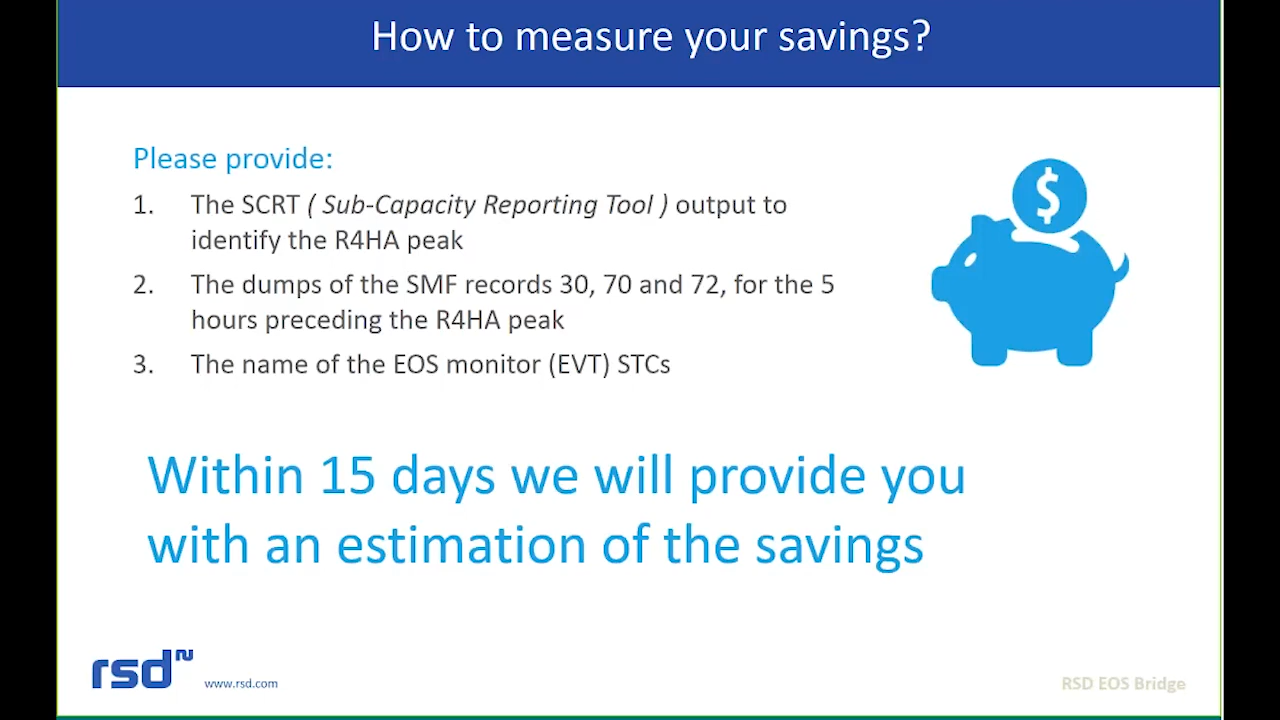 How to measure your savings?
Please provide:
1. The SCRT ( Sub-Capacity Reporting Tool ) output to
identify the R4HA peak
2. The dumps of the SMF records 30, 70 and 72, for the 5
hours preceding the R4HA peak
3. The name of the EOS monitor (EVT) STCs
$
Within 15 days we will provide you
with an estimation of the savings
rsd
www.rsd.com
RSD EOS Bridge